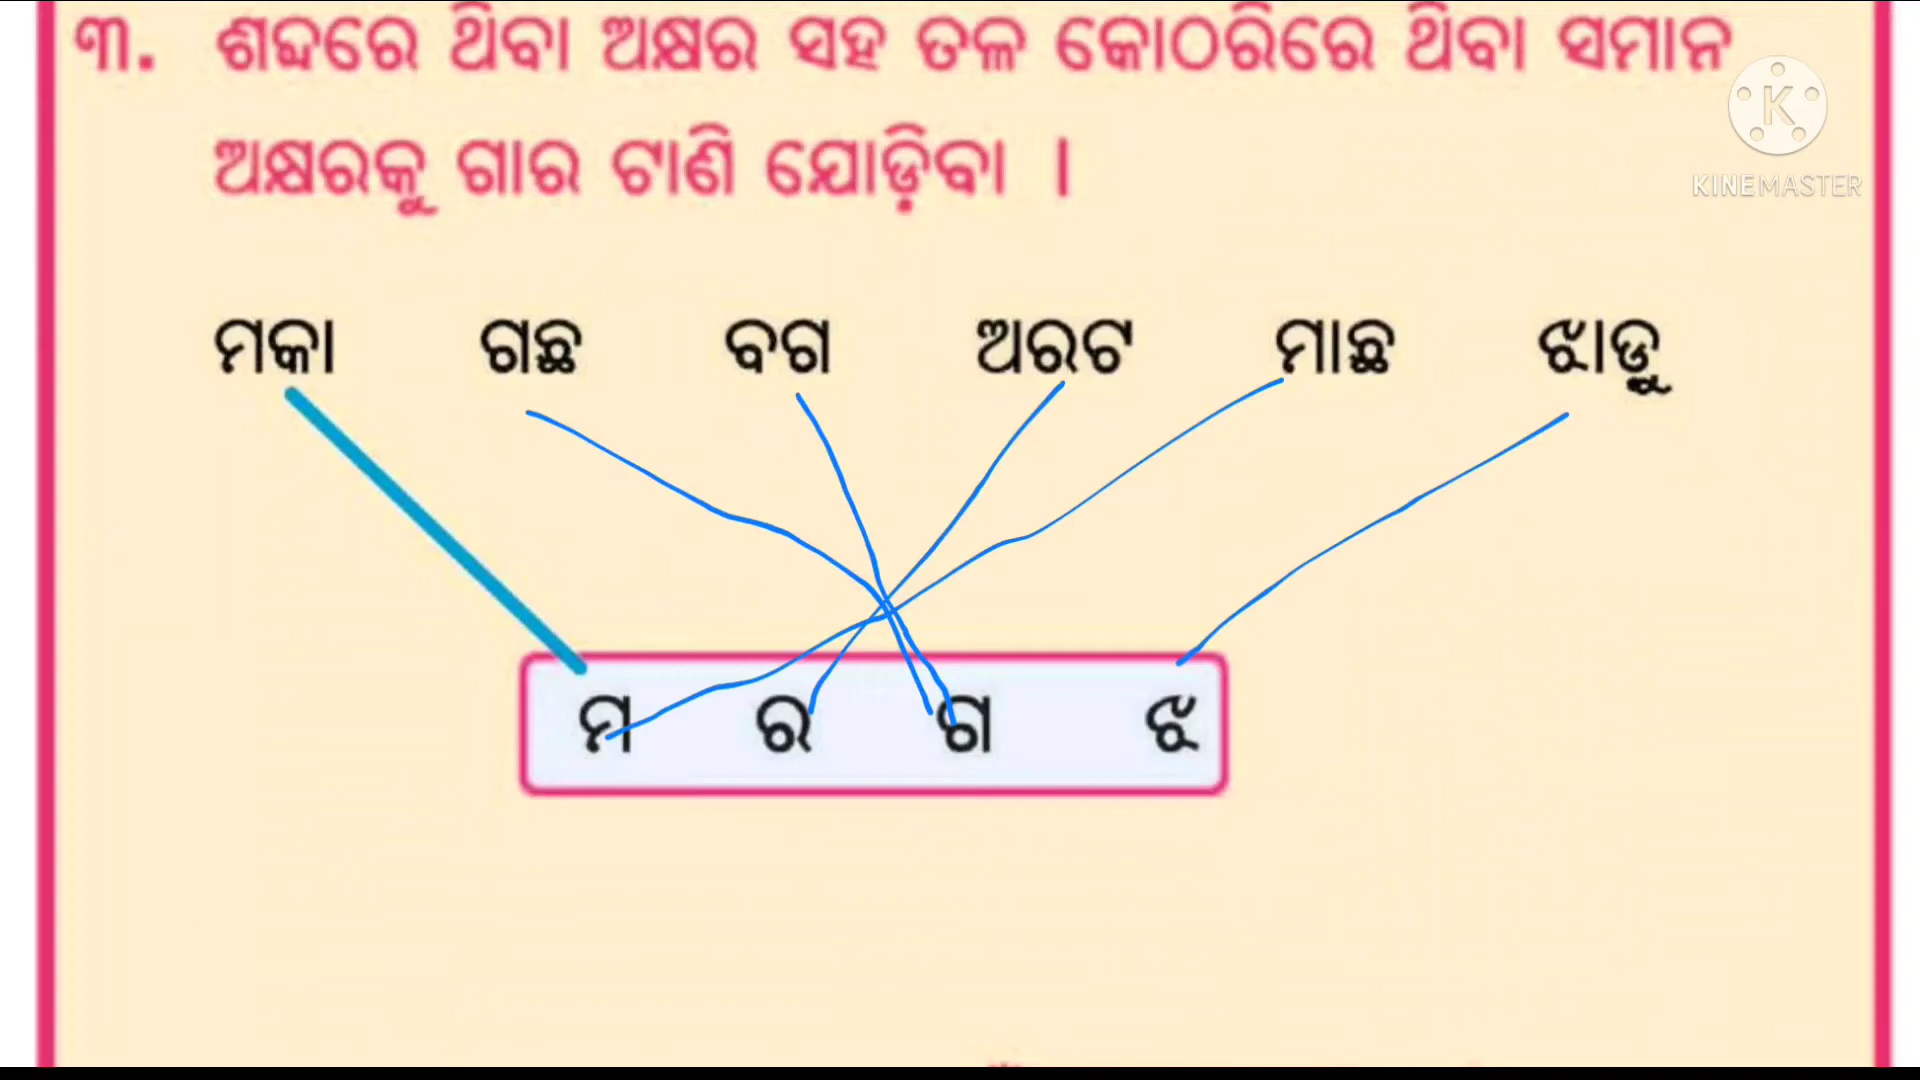 ୩. ଶବ୍ଦରେ ଥିବା ଅକ୍ଷର ସହ ତଳ କୋଠରିରେ ଥିବା ସମାନ
ଅକ୍ଷରକୁ ଗାର ଟାଣି ଯୋଡ଼ିବା ।
K
KINEMASTER
ମକା ଗଛ ବଗ ଅରଟ ମାଛ ଝାଡୁ
ମ ର ଗ ଝ